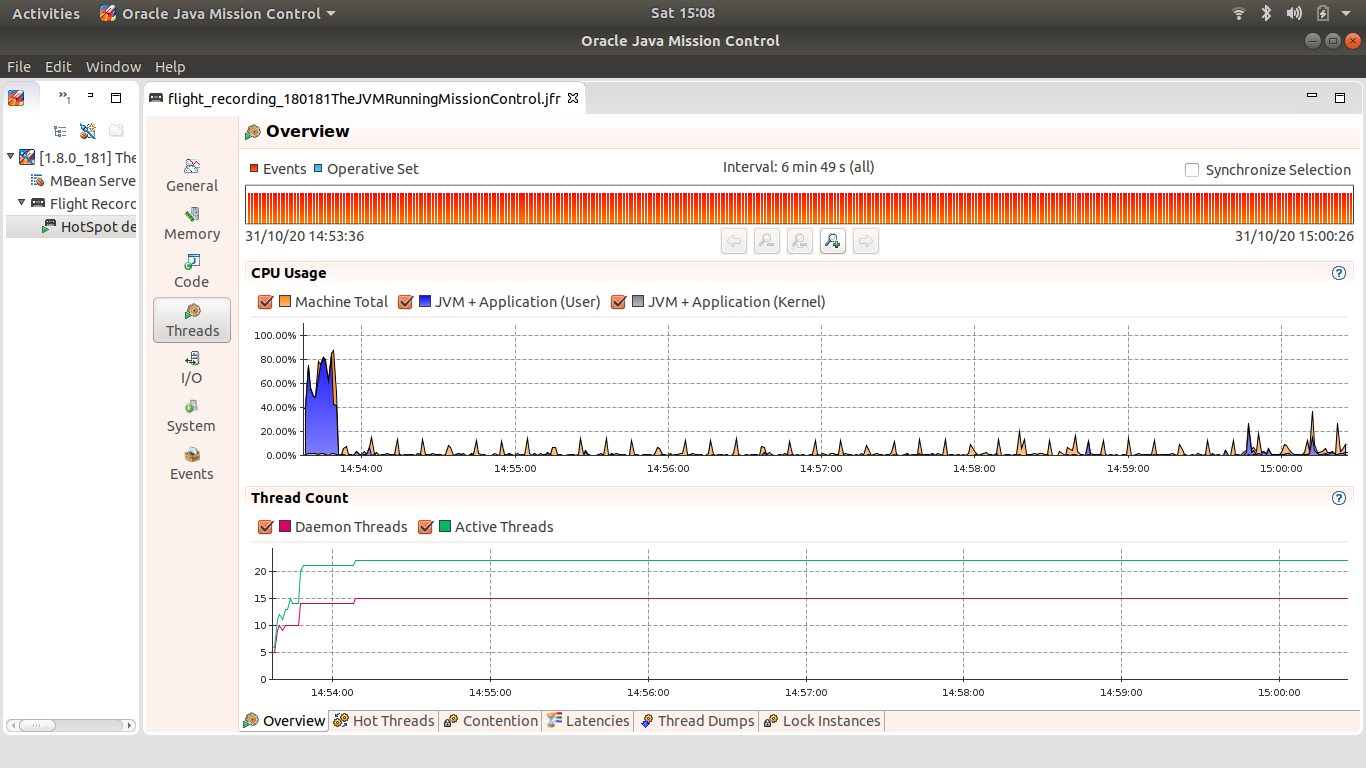 Activities Oracle Java Mission Control Sat 15:08
Oracle Java Mission Control
File Edit Window Help
»1
flight_recording_180181TheJVMRunningMissionControl.jfr
[1.8.0_181] The
MBean Serve
Flight Recorc
HotSpot de
General
Memory
Code
Threads
I/O
System
Events
Overview
Events Operative Set Interval: 6 min 49 s (all) Synchronize Selection
31/10/20 14:53:36 31/10/20 15:00:26
CPU Usage
Machine Total JVM + Application (User) JVM + Application (Kernel)
100.00%
80.00%
60.00%
40.00%
20.00%
0.00%
14:54:00 14:55:00 14:56:00 14:57:00 14:58:00 14:59:00 15:00:00
Thread Count
Daemon Threads Active Threads
20
15
10
5
0
14:54:00 14:55:00 14:56:00 14:57:00 14:58:00 14:59:00 15:00:00
Overview Hot Threads Contention Latencies Thread Dumps Lock Instances